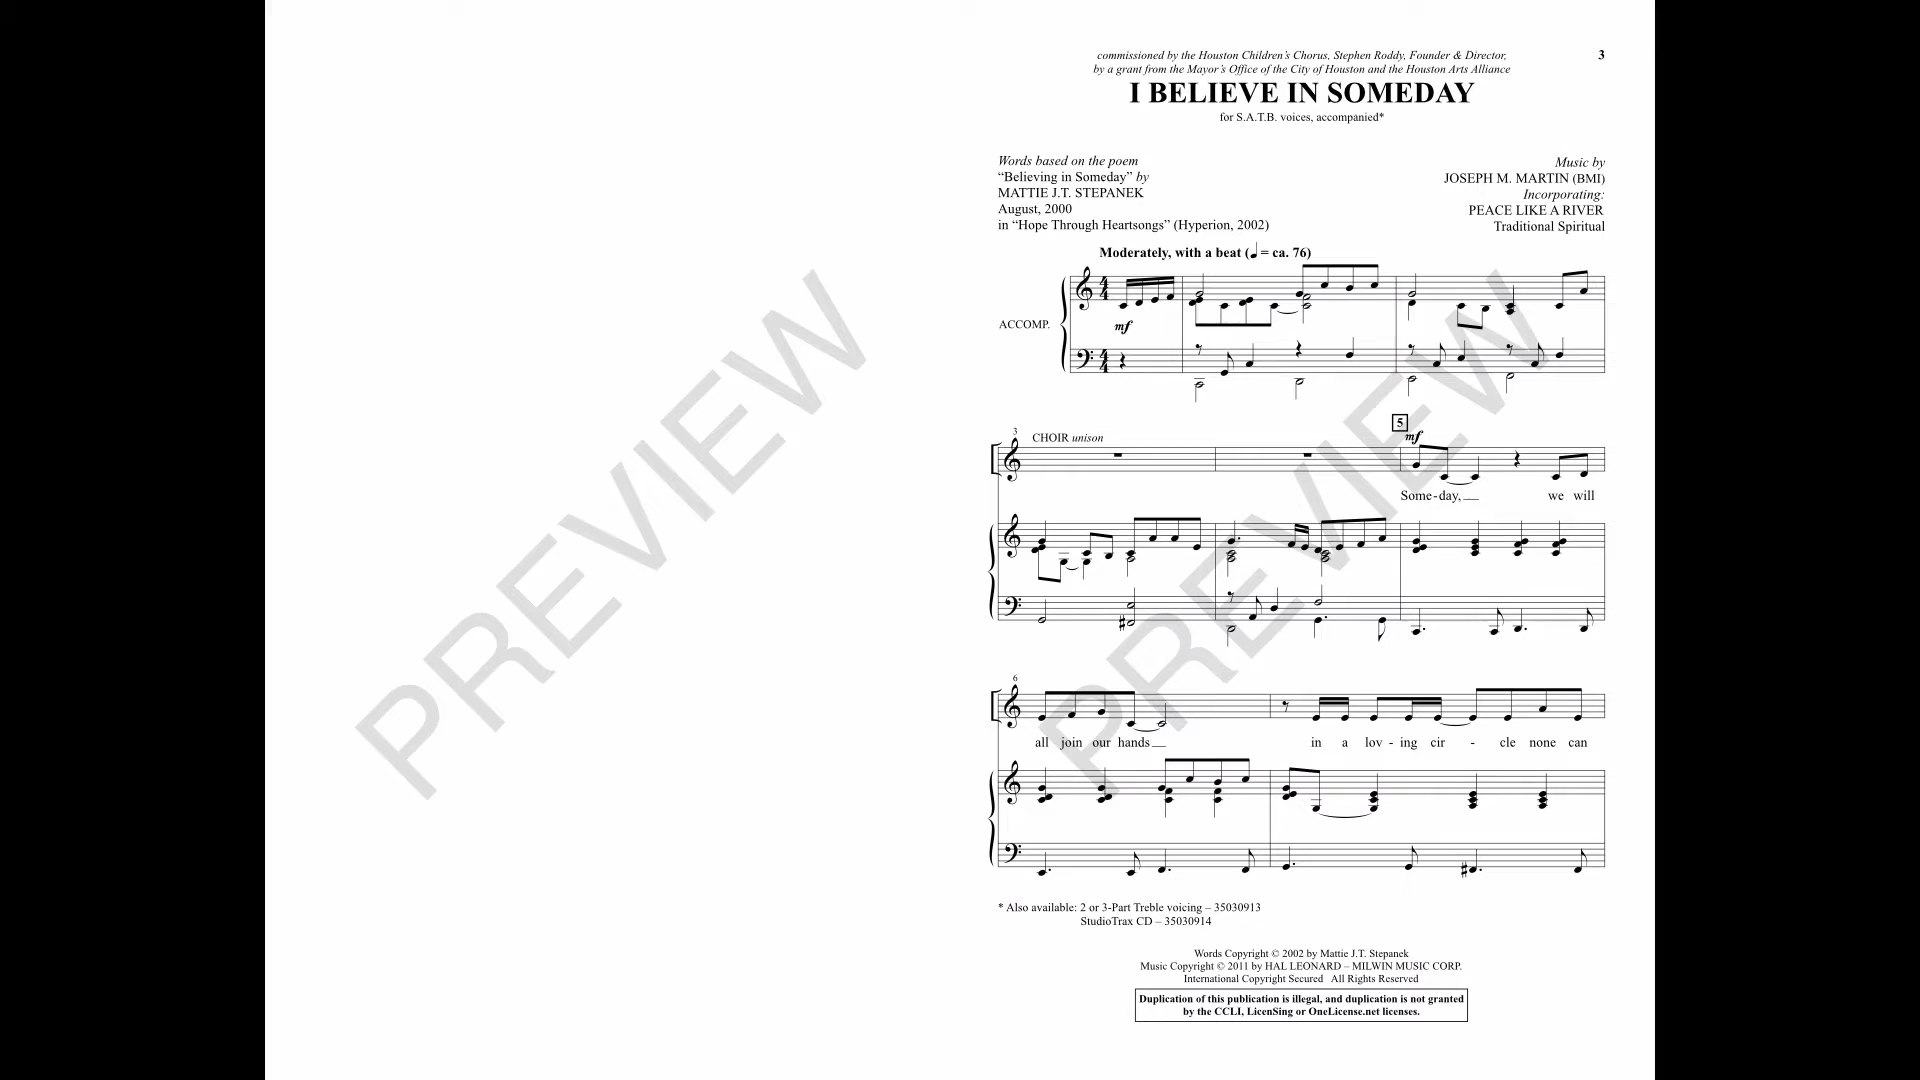 commissioned by the Houston Children's Chorus, Stephen Roddy, Founder & Director,
by a grant from the Mayor's Office of the City of Houston and the Houston Arts Alliance
3
I BELIEVE IN SOMEDAY
for S.A.T.B. voices, accompanied*
Words based on the poem
“Believing in Someday” by
MATTIE J.T. STEPANEK
August, 2000
in “Hope Through Heartsongs” (Hyperion, 2002)
Music by
JOSEPH M. MARTIN (BMI)
Incorporating:
PEACE LIKE A RIVER
Traditional Spiritual
Moderately, with a beat (♩ = ca. 76)
ACCOMP.
mf
3
CHOIR unison
5
mf
Some-day, we will
6
all join our hands in a lov - ing cir - cle none can
* Also available: 2 or 3-Part Treble voicing – 35030913
StudioTrax CD – 35030914
Words Copyright © 2002 by Mattie J.T. Stepanek
Music Copyright © 2011 by HAL LEONARD – MILWIN MUSIC CORP.
International Copyright Secured All Rights Reserved
Duplication of this publication is illegal, and duplication is not granted
by the CCLI, LicenSing or OneLicense.net licenses.
PREVIEW
PREVIEW